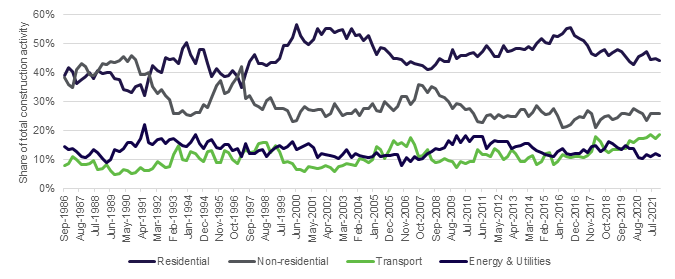 Share of total construction activity
60%
50%
40%
30%
20%
10%
0%
Sep-1986
Aug-1987
Jul-1988
Jun-1989
May-1990
Apr-1991
Mar-1992
Feb-1993
Jan-1994
Dec-1994
Nov-1995
Oct-1996
Sep-1997
Aug-1998
Jul-1999
Jun-2000
May-2001
Apr-2002
Mar-2003
Feb-2004
Jan-2005
Dec-2005
Nov-2006
Oct-2007
Sep-2008
Aug-2009
Jul-2010
Jun-2011
May-2012
Apr-2013
Mar-2014
Feb-2015
Jan-2016
Dec-2016
Nov-2017
Oct-2018
Sep-2019
Aug-2020
Jul-2021
Residential
Non-residential
Transport
Energy & Utilities